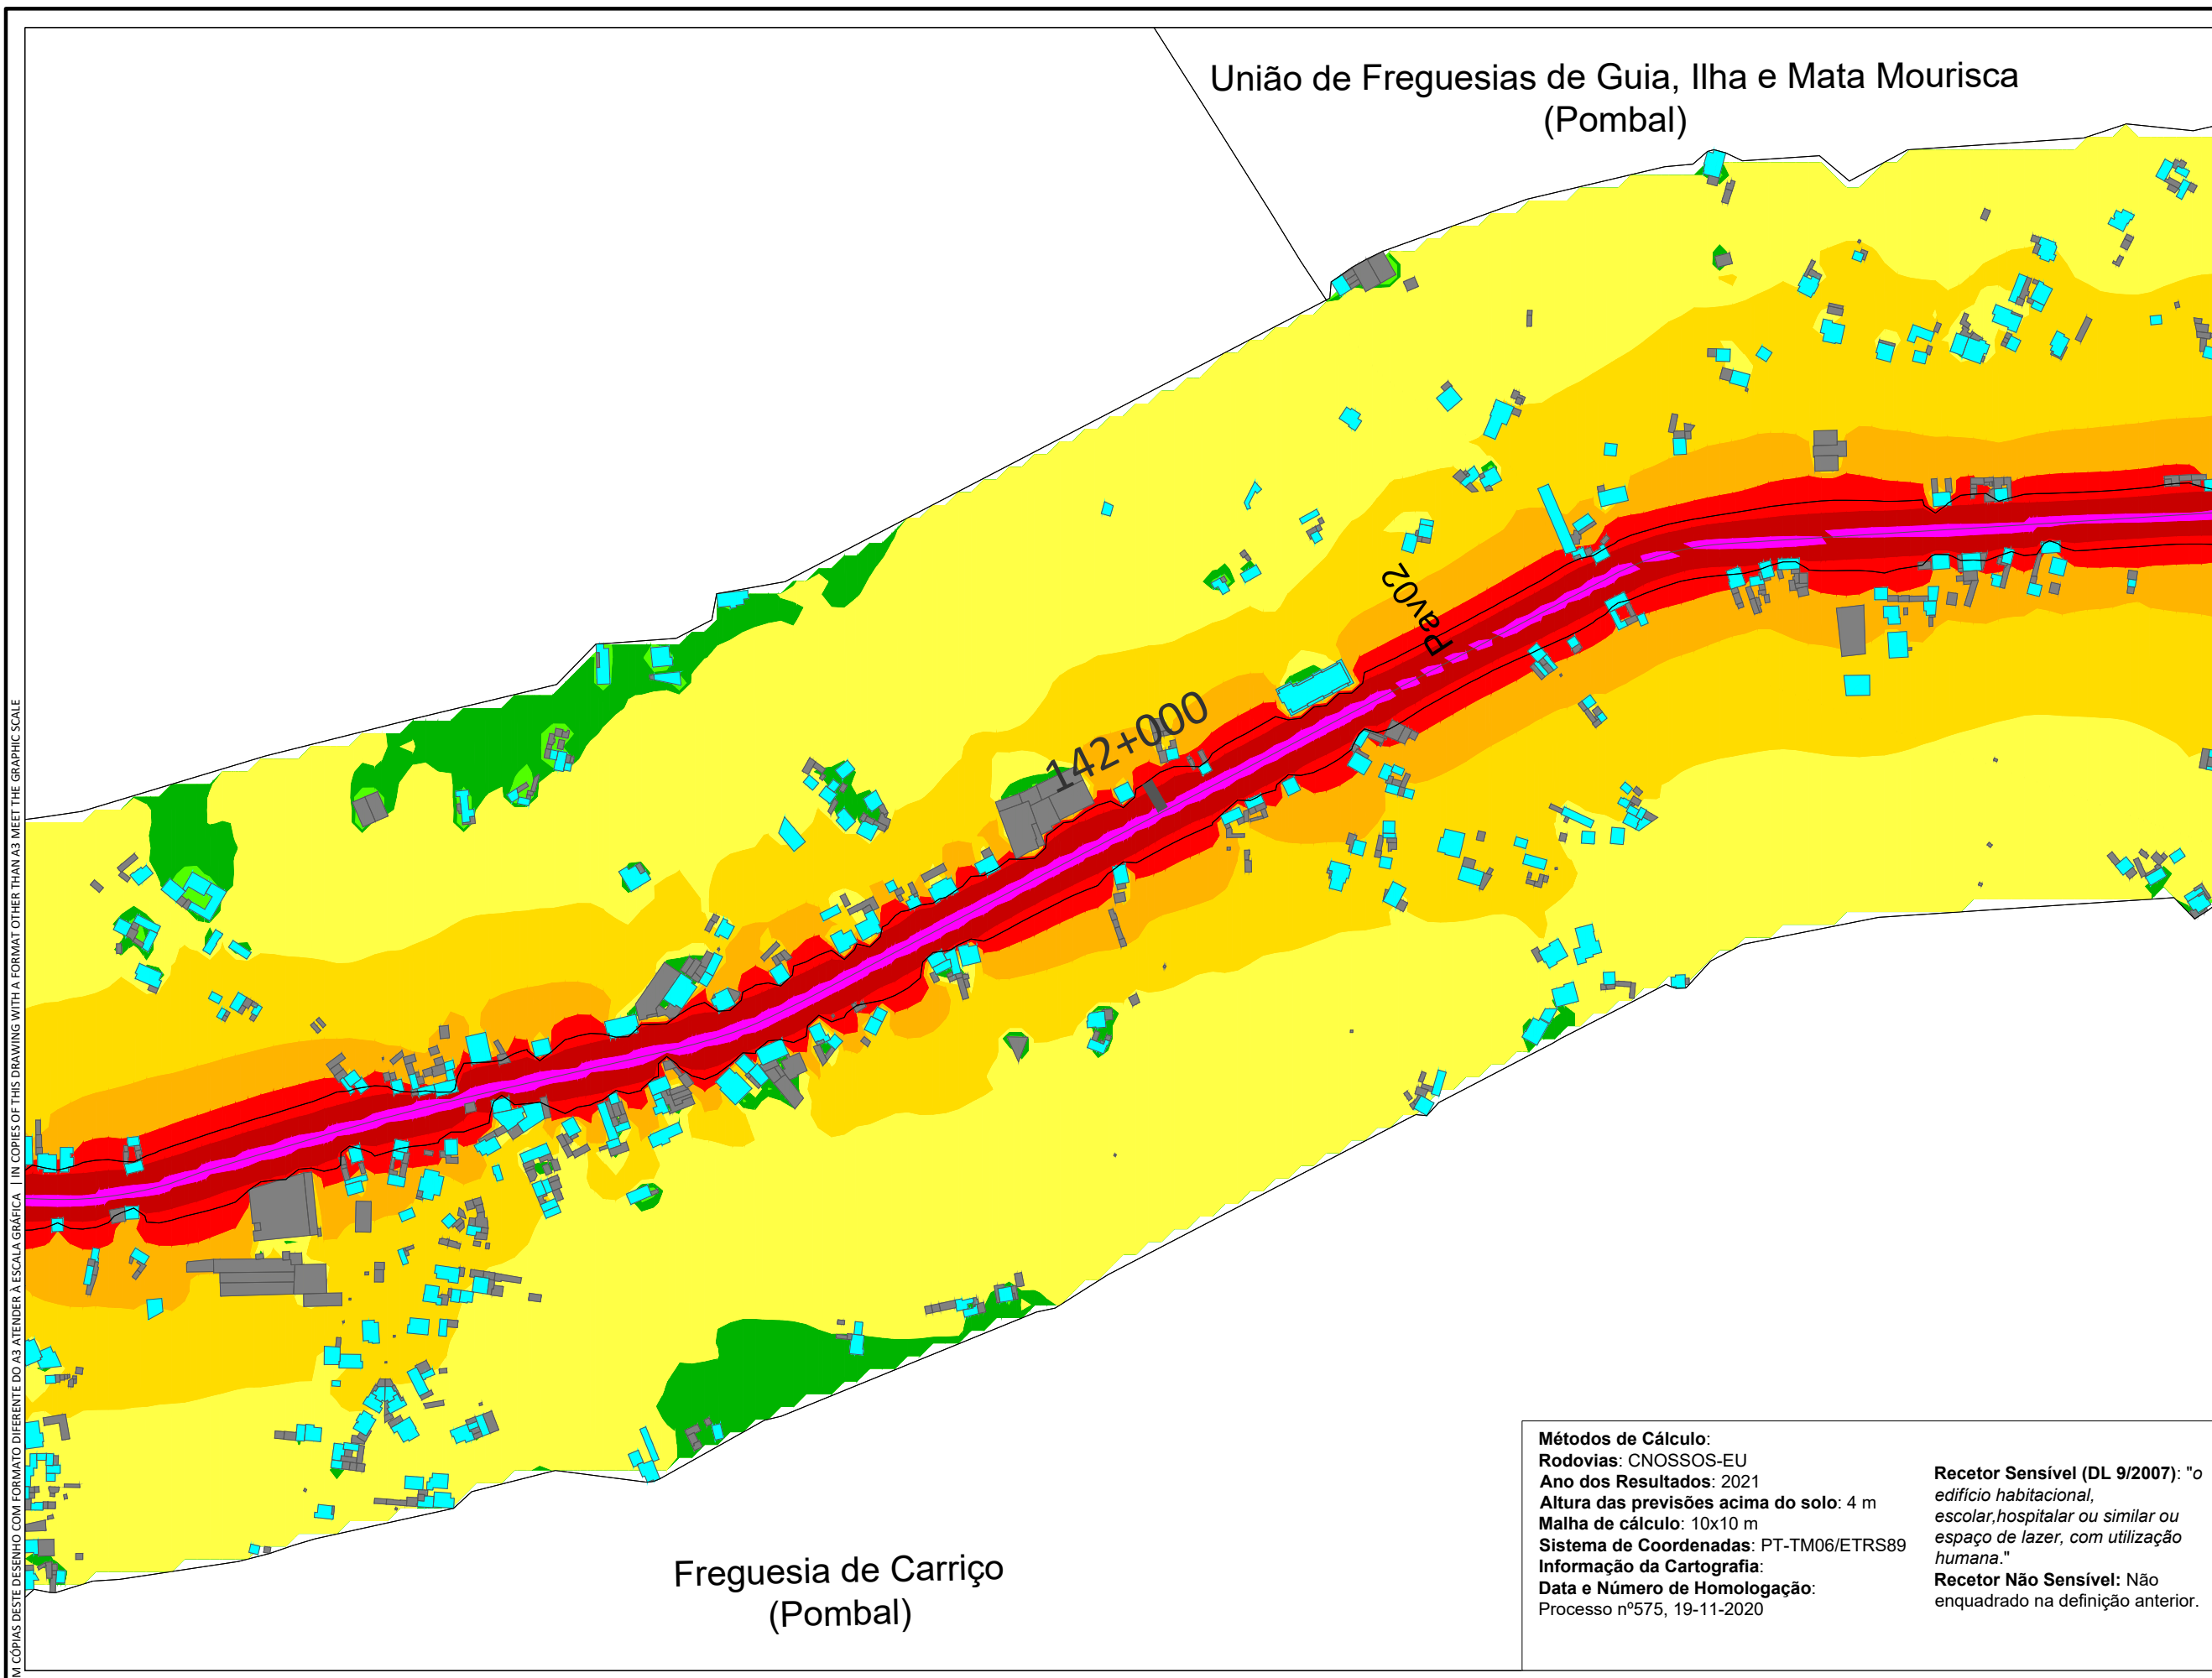 União de Freguesias de Guia, Ilha e Mata Mourisca
(Pombal)
Pav02
142+000
Freguesia de Carriço
(Pombal)
M CÓPIAS DESTE DESENHO COM FORMATO DIFERENTE DO A3 ATENDER À ESCALA GRÁFICA | IN COPIES OF THIS DRAWING WITH A FORMAT OTHER THAN A3 MEET THE GRAPHIC SCALE
Métodos de Cálculo:
Rodovias: CNOSSOS-EU
Ano dos Resultados: 2021
Altura das previsões acima do solo: 4 m
Malha de cálculo: 10x10 m
Sistema de Coordenadas: PT-TM06/ETRS89
Informação da Cartografia:
Data e Número de Homologação:
Processo nº575, 19-11-2020
Recetor Sensível (DL 9/2007): "o
edifício habitacional,
escolar,hospitalar ou similar ou
espaço de lazer, com utilização
humana."
Recetor Não Sensível: Não
enquadrado na definição anterior.